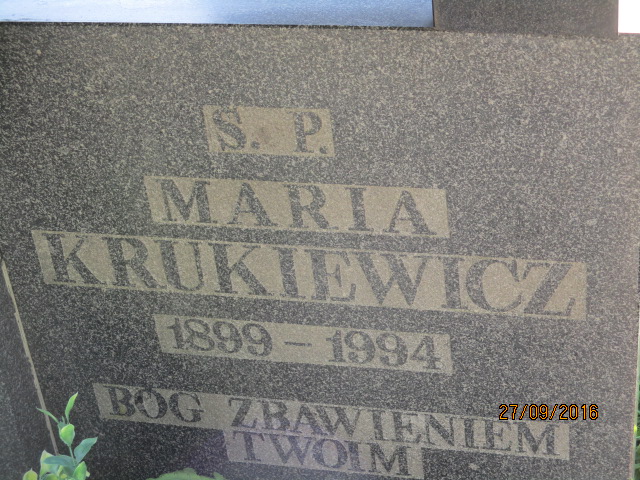 S. P.
MARIA
KRUKIEWICZ
1899 - 1994
BÓG ZBAWIENIEM
TWOIM
27/09/2016